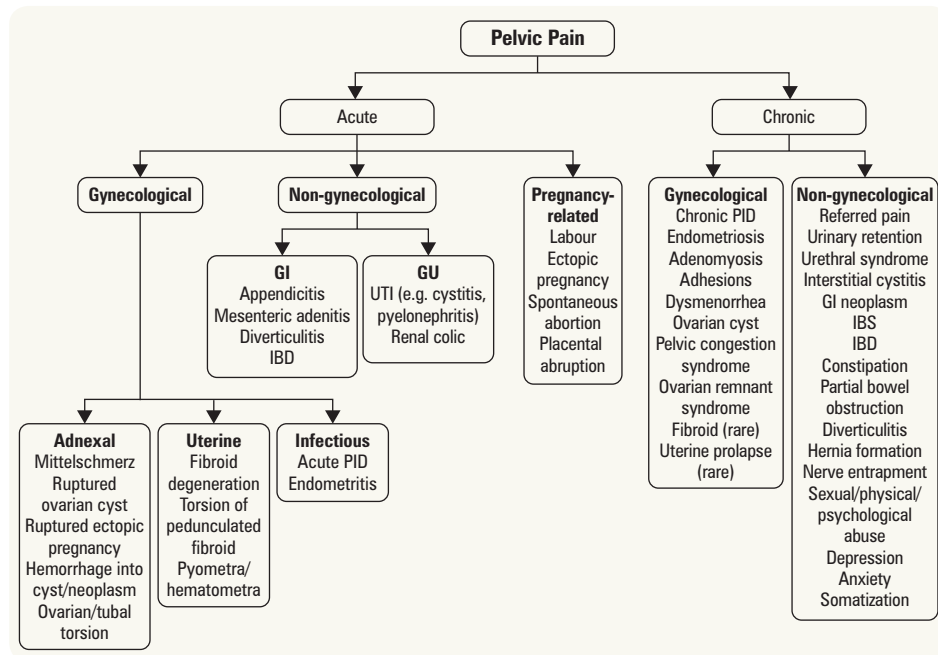 Pelvic Pain
Acute
Chronic
Gynecological
Non-gynecological
GI
Appendicitis
Mesenteric adenitis
Diverticulitis
IBD
GU
UTI (e.g. cystitis,
pyelonephritis)
Renal colic
Pregnancy-
related
Labour
Ectopic
pregnancy
Spontaneous
abortion
Placental
abruption
Gynecological
Chronic PID
Endometriosis
Adenomyosis
Adhesions
Dysmenorrhea
Ovarian cyst
Pelvic congestion
syndrome
Ovarian remnant
syndrome
Fibroid (rare)
Uterine prolapse
(rare)
Non-gynecological
Referred pain
Urinary retention
Urethral syndrome
Interstitial cystitis
GI neoplasm
IBS
IBD
Constipation
Partial bowel
obstruction
Diverticulitis
Hernia formation
Nerve entrapment
Sexual/physical/
psychological
abuse
Depression
Anxiety
Somatization
Adnexal
Mittelschmerz
Ruptured
ovarian cyst
Ruptured ectopic
pregnancy
Hemorrhage into
cyst/neoplasm
Ovarian/tubal
torsion
Uterine
Fibroid
degeneration
Torsion of
pedunculated
fibroid
Pyometra/
hematometra
Infectious
Acute PID
Endometritis